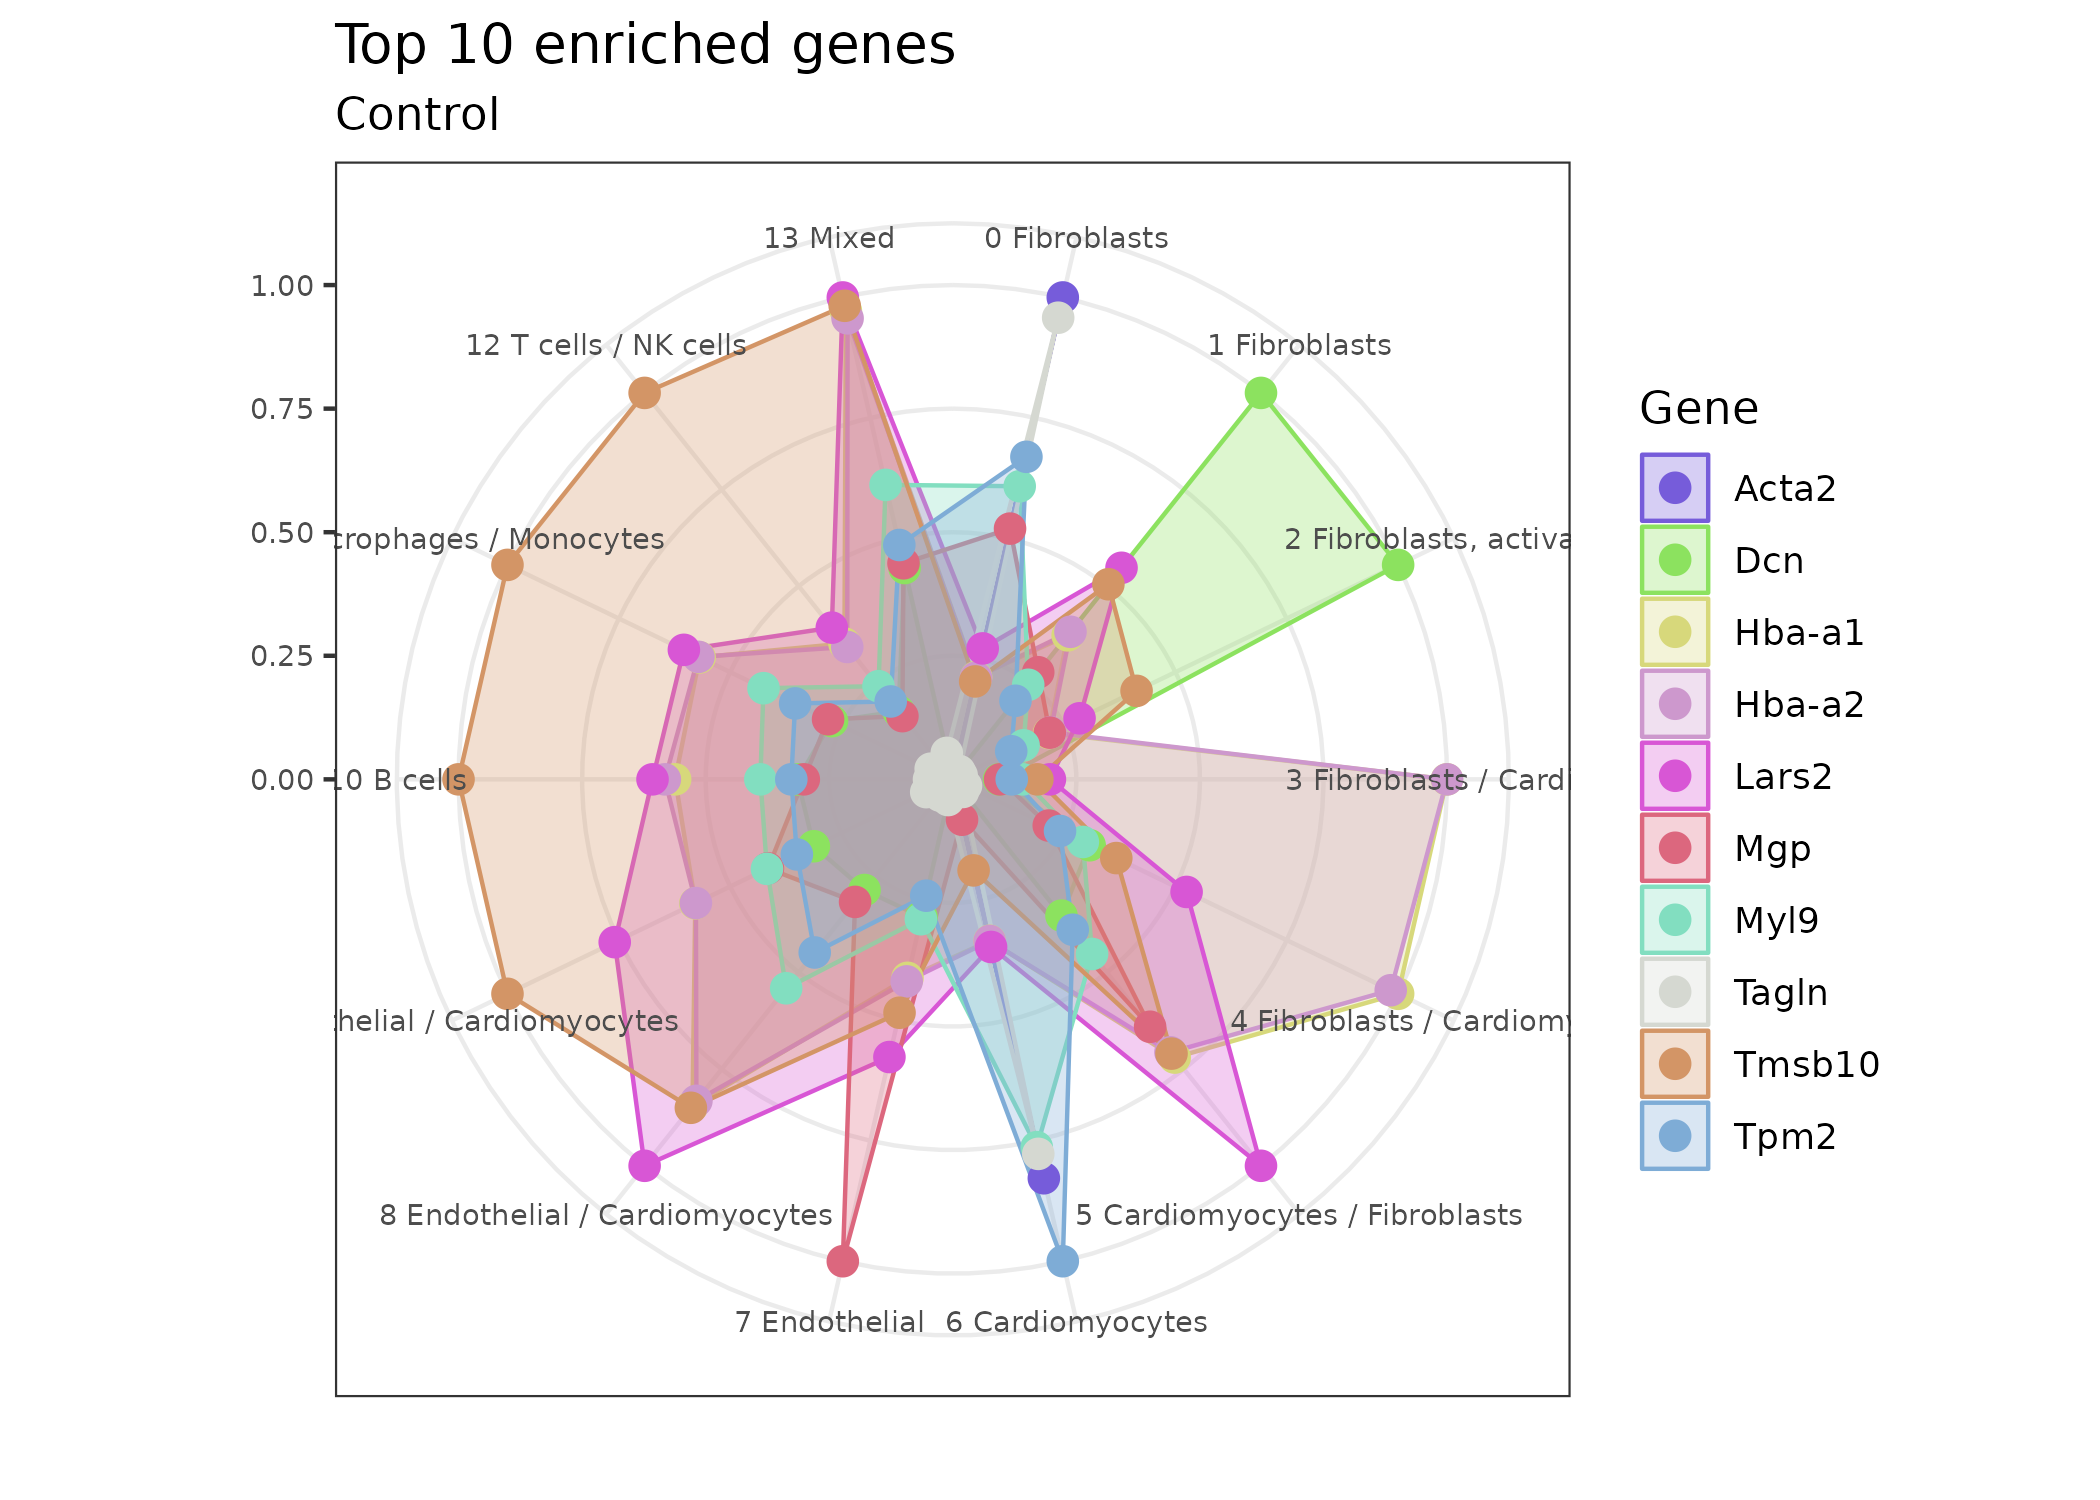 Top 10 enriched genes
Control
13 Mixed
0 Fibroblasts
1.00
12 T cells / NK cells
1 Fibroblasts
0.75
0.50
crophages / Monocytes
2 Fibroblasts, activa
0.25
0.00
10 B cells
3 Fibroblasts / Cardi
helial / Cardiomyocytes
4 Fibroblasts / Cardiomy
8 Endothelial / Cardiomyocytes
5 Cardiomyocytes / Fibroblasts
7 Endothelial
6 Cardiomyocytes
Gene
Acta2
Dcn
Hba-a1
Hba-a2
Lars2
Mgp
Myl9
Tagln
Tmsb10
Tpm2